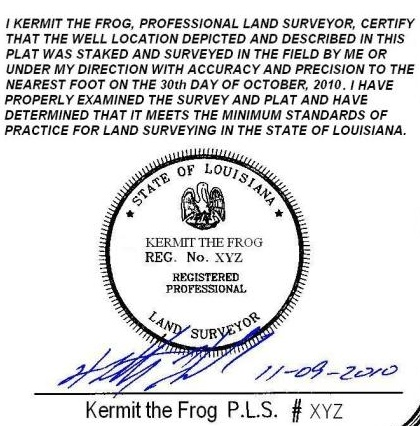 I KERMIT THE FROG, PROFESSIONAL LAND SURVEYOR, CERTIFY
THAT THE WELL LOCATION DEPICTED AND DESCRIBED IN THIS
PLAT WAS STAKED AND SURVEYED IN THE FIELD BY ME OR
UNDER MY DIRECTION WITH ACCURACY AND PRECISION TO THE
NEAREST FOOT ON THE 30th DAY OF OCTOBER, 2010. I HAVE
PROPERLY EXAMINED THE SURVEY AND PLAT AND HAVE
DETERMINED THAT IT MEETS THE MINIMUM STANDARDS OF
PRACTICE FOR LAND SURVEYING IN THE STATE OF LOUISIANA.
STATE OF LOUISIANA
KERMIT THE FROG
REG. No. XYZ
REGISTERED
PROFESSIONAL
LAND SURVEYOR
11-09-2010
Kermit the Frog P.L.S. # XYZ